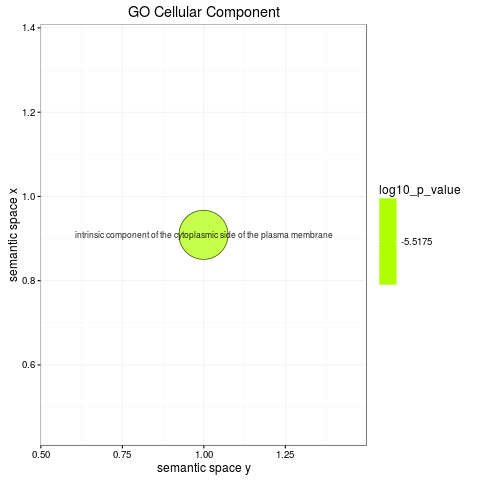 GO Cellular Component
1.4
1.2
1.0
0.8
0.6
semantic space x
intrinsic component of the cytoplasmic side of the plasma membrane
0.50
0.75
1.00
1.25
semantic space y
log10_p_value
-5.5175